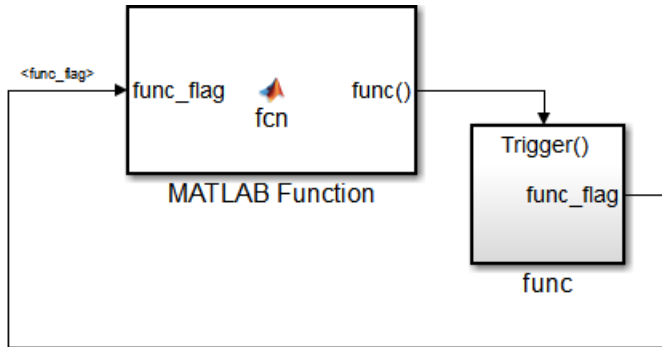 <func_flag>
func_flag
fcn
func()
MATLAB Function
Trigger()
func_flag
func